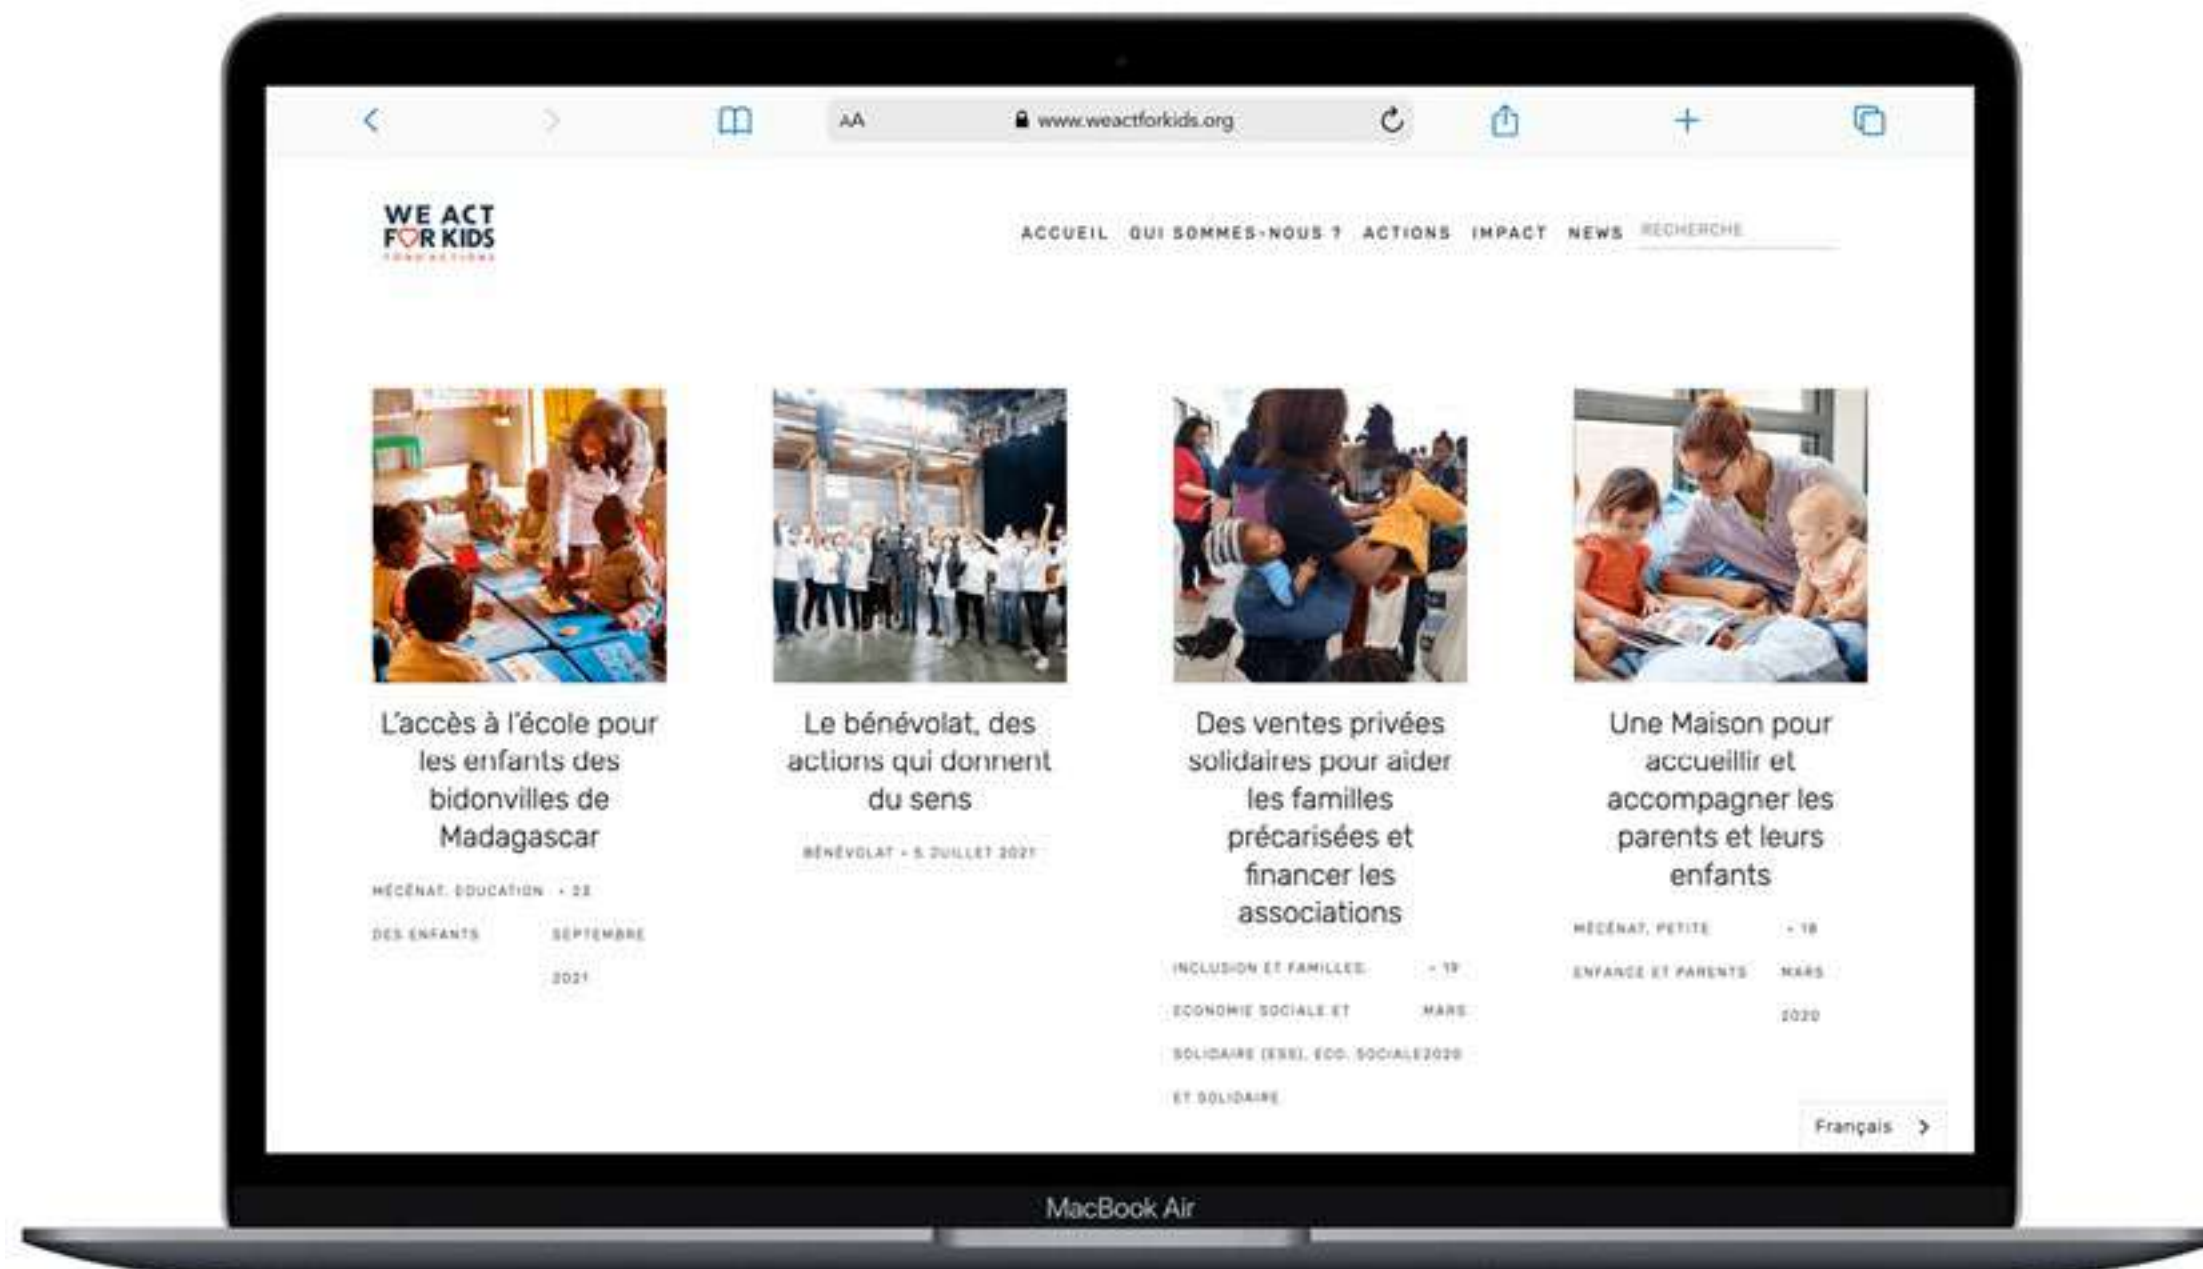 AA
www.weactforkids.org
WE ACT
FOR KIDS
FOND'ACTIONS
ACCUEIL QUI SOMMES-NOUS ? ACTIONS IMPACT NEWS RECHERCHE
L'accès à l'école pour
les enfants des
bidonvilles de
Madagascar
MÉCÉNAT, EDUCATION • 23
DES ENFANTS SEPTEMBRE
2021
Le bénévolat, des
actions qui donnent
du sens
BÉNÉVOLAT • 5 JUILLET 2021
Des ventes privées
solidaires pour aider
les familles
précarisées et
financer les
associations
INCLUSION ET FAMILLES, • 19
ECONOMIE SOCIALE ET MARS
SOLIDAIRE (ESS), ECO. SOCIALE 2020
ET SOLIDAIRE
Une Maison pour
accueillir et
accompagner les
parents et leurs
enfants
MÉCÉNAT, PETITE • 18
ENFANCE ET PARENTS MARS
2020
Français
MacBook Air